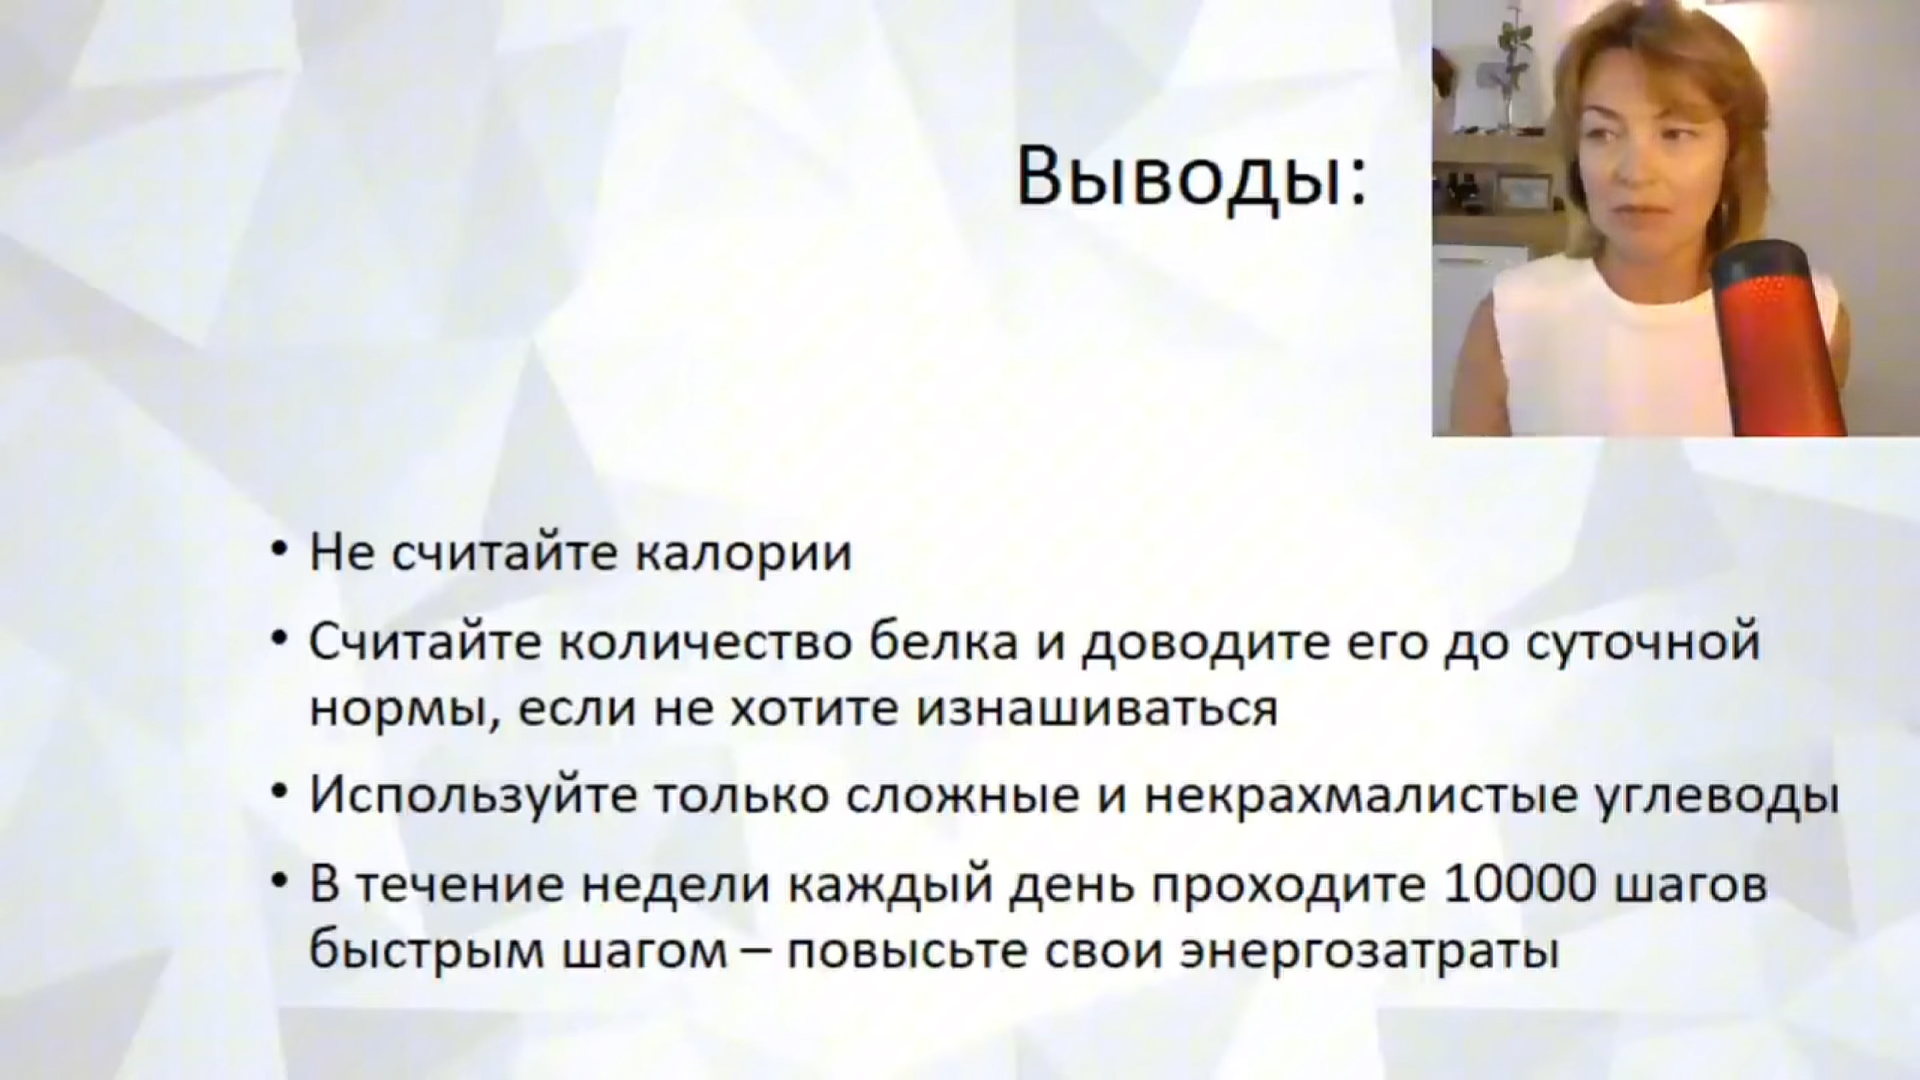 Выводы:
• Не считайте калории
• Считайте количество белка и доводите его до суточной
нормы, если не хотите изнашиваться
• Используйте только сложные и некрахмалистые углеводы
• В течение недели каждый день проходите 10000 шагов
быстрым шагом – повысьте свои энергозатраты